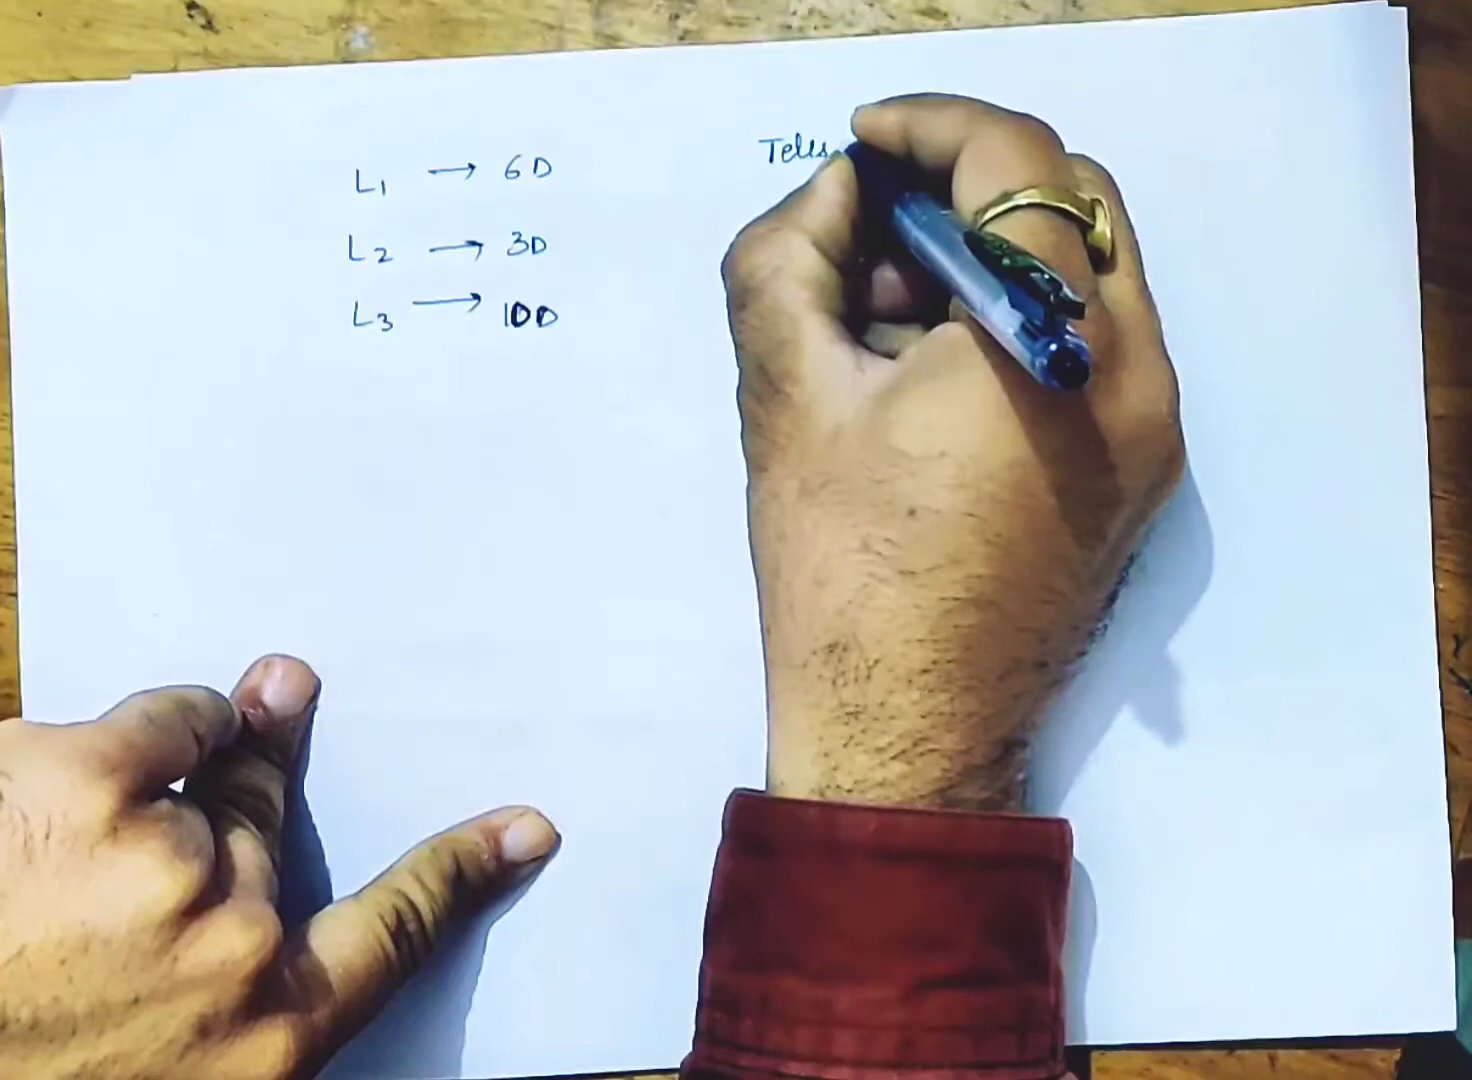 L1 → 6D
L2 → 3D
L3 → 10D
Teles